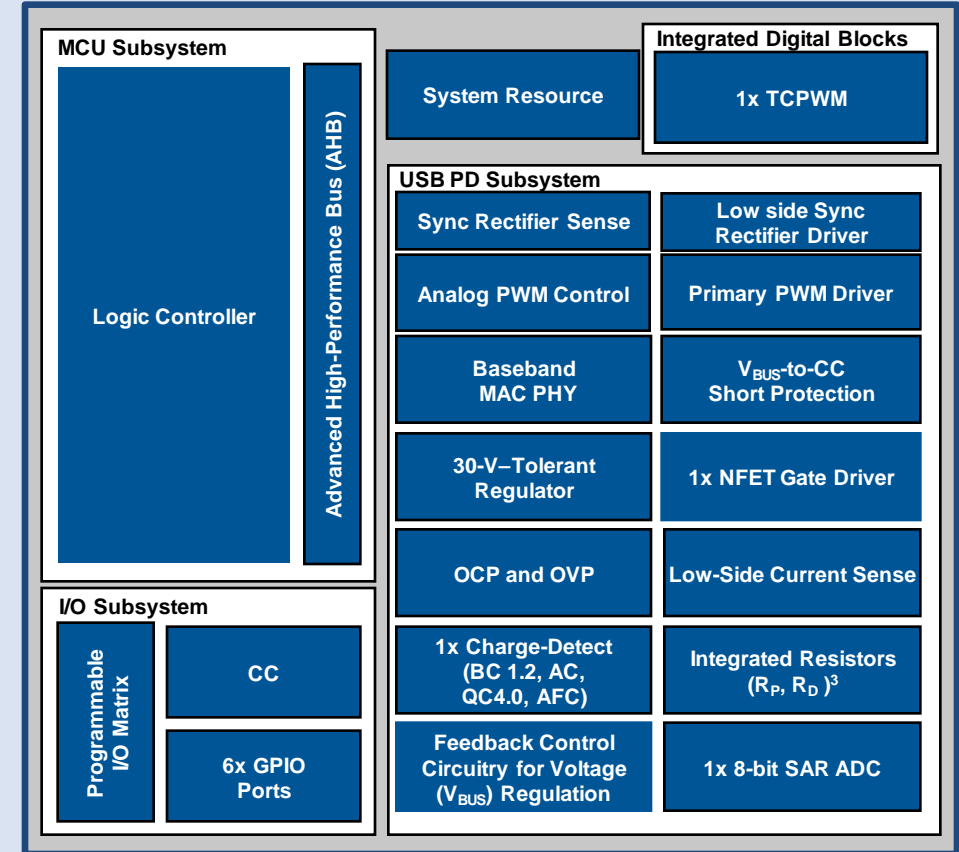 MCU Subsystem
Logic Controller
Advanced High-Performance Bus (AHB)
System Resource
Integrated Digital Blocks
1x TCPWM
USB PD Subsystem
Sync Rectifier Sense
Low side Sync
Rectifier Driver
Analog PWM Control
Primary PWM Driver
Baseband
MAC PHY
V_BUS-to-CC
Short Protection
30-V–Tolerant
Regulator
1x NFET Gate Driver
OCP and OVP
Low-Side Current Sense
1x Charge-Detect
(BC 1.2, AC,
QC4.0, AFC)
Integrated Resistors
(R_P, R_D )³
Feedback Control
Circuitry for Voltage
(V_BUS) Regulation
1x 8-bit SAR ADC
I/O Subsystem
Programmable
I/O Matrix
CC
6x GPIO
Ports